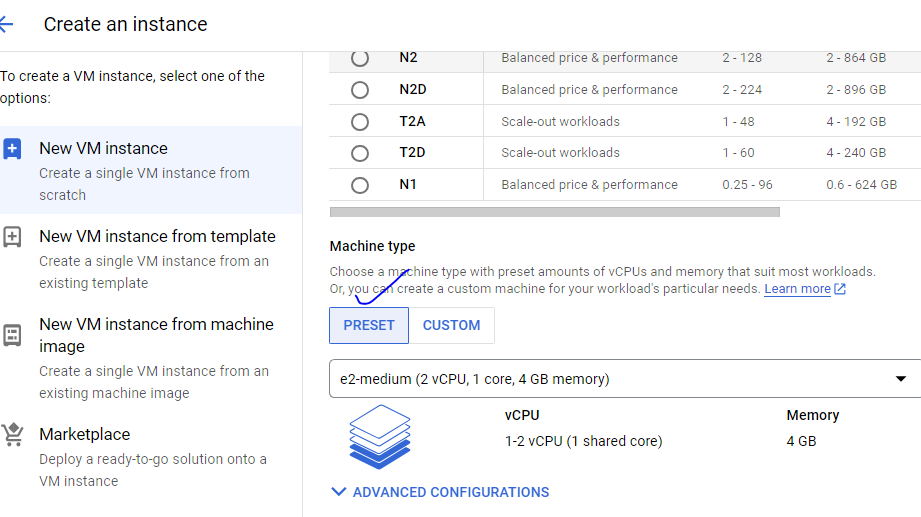 Create an instance
To create a VM instance, select one of the
options:
New VM instance
Create a single VM instance from
scratch
New VM instance from template
Create a single VM instance from an
existing template
New VM instance from machine
image
Create a single VM instance from an
existing machine image
Marketplace
Deploy a ready-to-go solution onto a
VM instance
N2 Balanced price & performance 2 - 128 2 - 864 GB
N2D Balanced price & performance 2 - 224 2 - 896 GB
T2A Scale-out workloads 1 - 48 4 - 192 GB
T2D Scale-out workloads 1 - 60 4 - 240 GB
N1 Balanced price & performance 0.25 - 96 0.6 - 624 GB
Machine type
Choose a machine type with preset amounts of vCPUs and memory that suit most workloads.
Or, you can create a custom machine for your workload's particular needs. Learn more
PRESET CUSTOM
e2-medium (2 vCPU, 1 core, 4 GB memory)
vCPU Memory
1-2 vCPU (1 shared core) 4 GB
ADVANCED CONFIGURATIONS